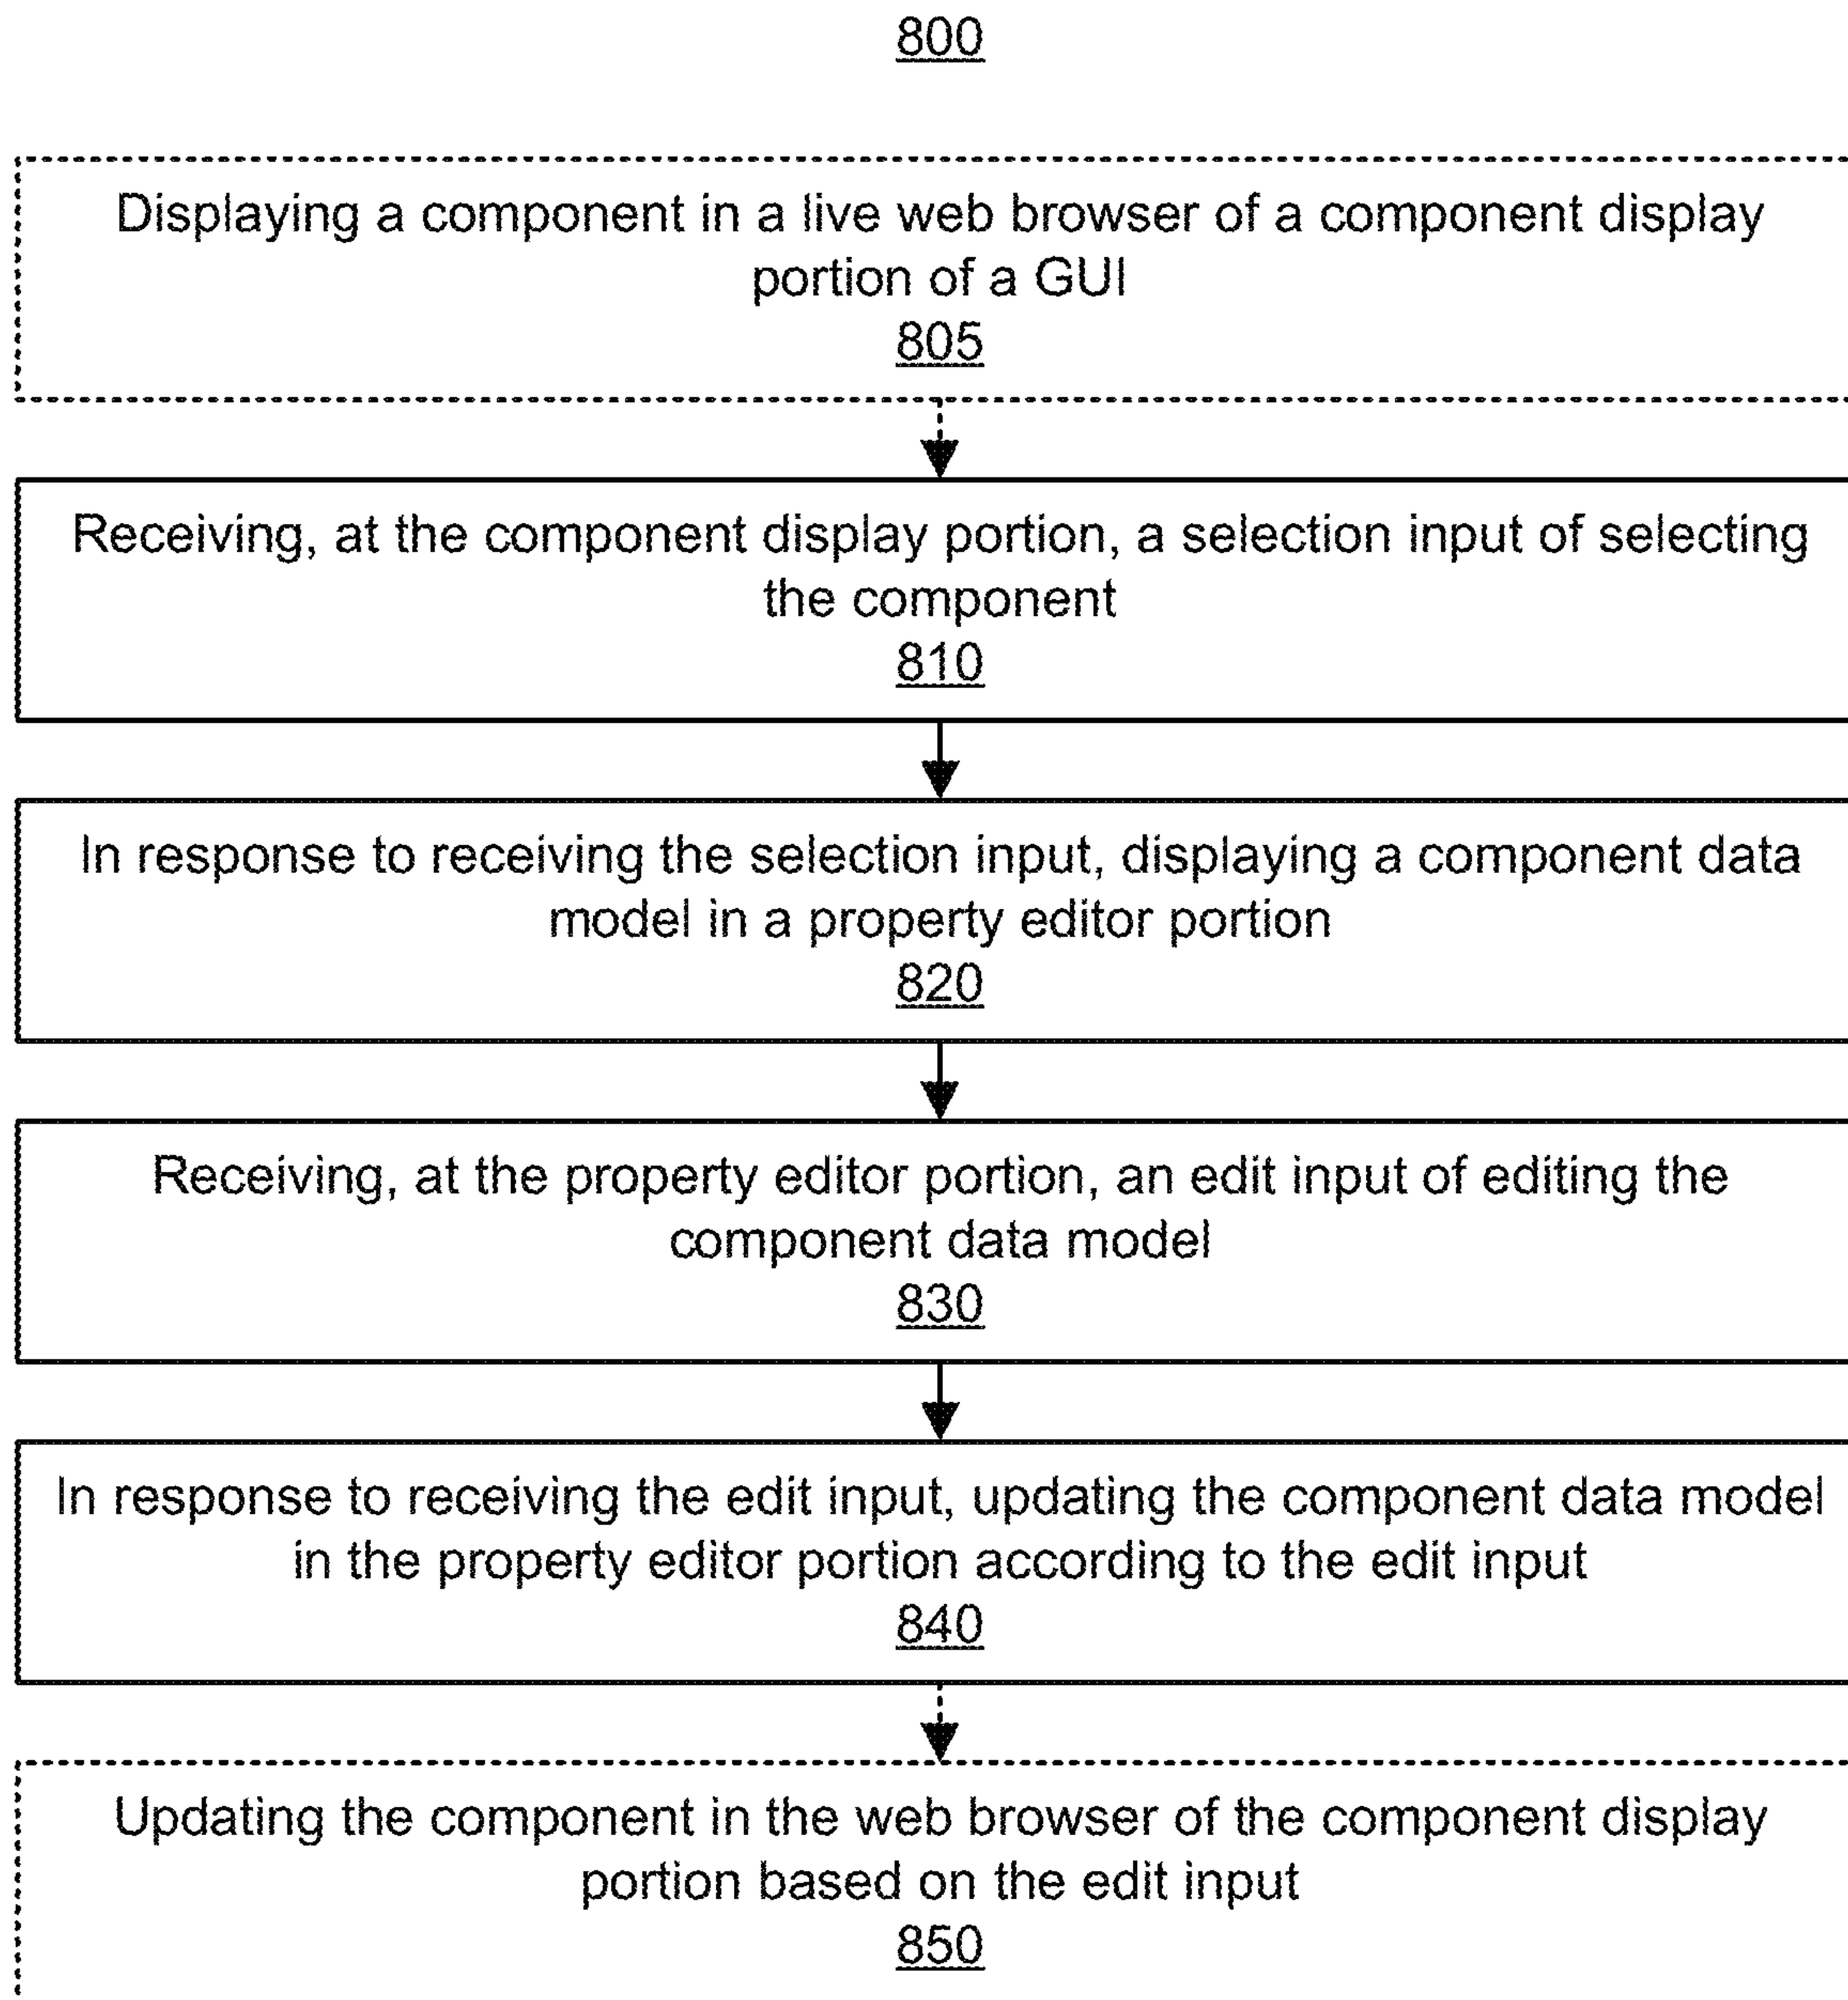 800
Displaying a component in a live web browser of a component display
portion of a GUI
805
Receiving, at the component display portion, a selection input of selecting
the component
810
In response to receiving the selection input, displaying a component data
model in a property editor portion
820
Receiving, at the property editor portion, an edit input of editing the
component data model
830
In response to receiving the edit input, updating the component data model
in the property editor portion according to the edit input
840
Updating the component in the web browser of the component display
portion based on the edit input
850